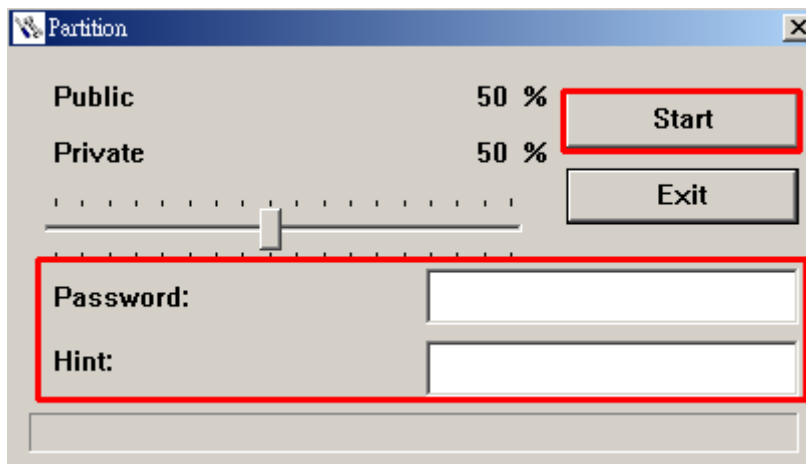 Partition
Public 50 %
Start
Private 50 %
Exit
Password:
Hint: